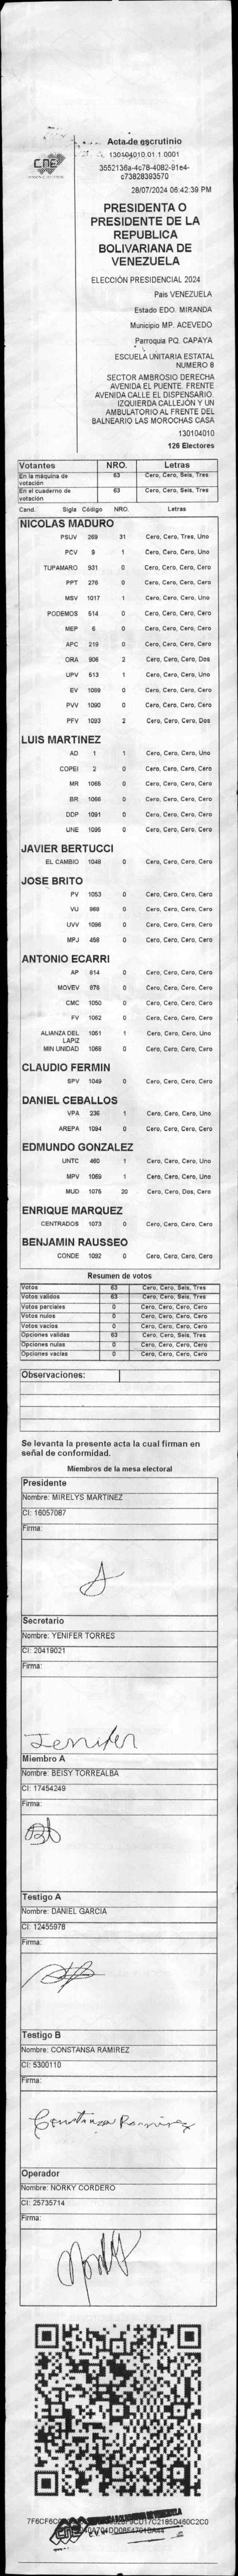 Acta de escrutinio
130104010.01.1.0001
3552136a-4c78-4082-91e4-
c73828393570
28/07/2024 06:42:39 PM
CNE
PRESIDENTA O
PRESIDENTE DE LA
REPUBLICA
BOLIVARIANA DE
VENEZUELA
ELECCIÓN PRESIDENCIAL 2024
Pais VENEZUELA
Estado EDO. MIRANDA
Municipio MP. ACEVEDO
Parroquia PQ. CAPAYA
ESCUELA UNITARIA ESTATAL
NUMERO 8
SECTOR AMBROSIO DERECHA
AVENIDA EL PUENTE. FRENTE
AVENIDA CALLE EL DISPENSARIO.
IZQUIERDA CALLEJÓN Y UN
AMBULATORIO AL FRENTE DEL
BALNEARIO LAS MOROCHAS CASA
130104010
126 Electores
Votantes NRO. Letras
En la máquina de votación 63 Cero, Cero, Seis, Tres
En el cuaderno de votación 63 Cero, Cero, Seis, Tres
Cand. Sigla Código NRO. Letras
NICOLAS MADURO
PSUV 269 31 Cero, Cero, Tres, Uno
PCV 9 1 Cero, Cero, Cero, Uno
TUPAMARO 931 0 Cero, Cero, Cero, Cero
PPT 276 0 Cero, Cero, Cero, Cero
MSV 1017 1 Cero, Cero, Cero, Uno
PODEMOS 514 0 Cero, Cero, Cero, Cero
MEP 6 0 Cero, Cero, Cero, Cero
APC 219 0 Cero, Cero, Cero, Cero
ORA 906 2 Cero, Cero, Cero, Dos
UPV 513 1 Cero, Cero, Cero, Uno
EV 1089 0 Cero, Cero, Cero, Cero
PVV 1090 0 Cero, Cero, Cero, Cero
PFV 1093 2 Cero, Cero, Cero, Dos
LUIS MARTINEZ
AD 1 1 Cero, Cero, Cero, Uno
COPEI 2 0 Cero, Cero, Cero, Cero
MR 1065 0 Cero, Cero, Cero, Cero
BR 1066 0 Cero, Cero, Cero, Cero
DDP 1091 0 Cero, Cero, Cero, Cero
UNE 1095 0 Cero, Cero, Cero, Cero
JAVIER BERTUCCI
EL CAMBIO 1048 0 Cero, Cero, Cero, Cero
JOSE BRITO
PV 1053 0 Cero, Cero, Cero, Cero
VU 969 0 Cero, Cero, Cero, Cero
UVV 1096 0 Cero, Cero, Cero, Cero
MPJ 458 0 Cero, Cero, Cero, Cero
ANTONIO ECARRI
AP 814 0 Cero, Cero, Cero, Cero
MOVEV 878 0 Cero, Cero, Cero, Cero
CMC 1050 0 Cero, Cero, Cero, Cero
FV 1062 0 Cero, Cero, Cero, Cero
ALIANZA DEL LAPIZ 1051 1 Cero, Cero, Cero, Uno
MIN UNIDAD 1068 0 Cero, Cero, Cero, Cero
CLAUDIO FERMIN
SPV 1049 0 Cero, Cero, Cero, Cero
DANIEL CEBALLOS
VPA 236 1 Cero, Cero, Cero, Uno
AREPA 1094 0 Cero, Cero, Cero, Cero
EDMUNDO GONZALEZ
UNTC 460 1 Cero, Cero, Cero, Uno
MPV 1069 1 Cero, Cero, Cero, Uno
MUD 1075 20 Cero, Cero, Dos, Cero
ENRIQUE MARQUEZ
CENTRADOS 1073 0 Cero, Cero, Cero, Cero
BENJAMIN RAUSSEO
CONDE 1092 0 Cero, Cero, Cero, Cero
Resumen de votos
Votos 63 Cero, Cero, Seis, Tres
Votos validos 63 Cero, Cero, Seis, Tres
Votos parciales 0 Cero, Cero, Cero, Cero
Votos nulos 0 Cero, Cero, Cero, Cero
Votos vacios 0 Cero, Cero, Cero, Cero
Opciones validas 63 Cero, Cero, Seis, Tres
Opciones nulas 0 Cero, Cero, Cero, Cero
Opciones vacias 0 Cero, Cero, Cero, Cero
Observaciones:
Se levanta la presente acta la cual firman en
señal de conformidad.
Miembros de la mesa electoral
Presidente
Nombre: MIRELYS MARTINEZ
CI: 16057087
Firma:
Secretario
Nombre: YENIFER TORRES
CI: 20419021
Firma:
Jenifer
Miembro A
Nombre: BEISY TORREALBA
CI: 17454249
Firma:
Testigo A
Nombre: DANIEL GARCIA
CI: 12455978
Firma:
Testigo B
Nombre: CONSTANSA RAMIREZ
CI: 5300110
Firma:
Constanza Ramirez
Operador
Nombre: NORKY CORDERO
CI: 25735714
Firma:
CNE